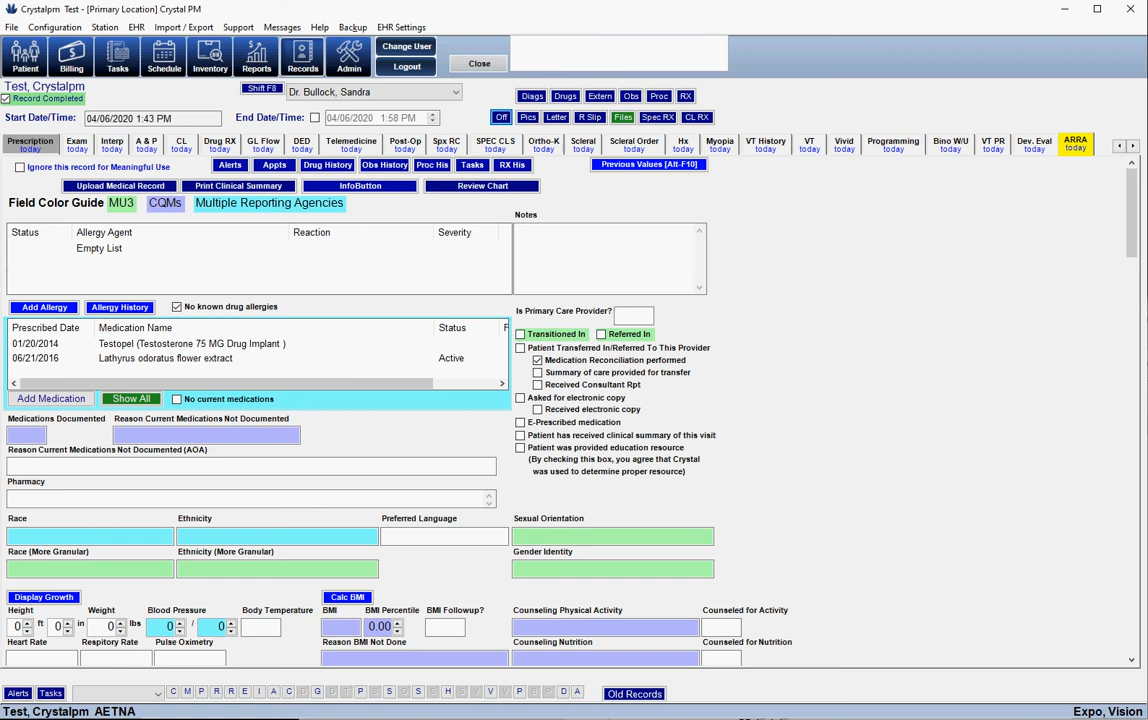 Crystalpm Test - [Primary Location] Crystal PM
File Configuration Station EHR Import / Export Support Messages Help Backup EHR Settings
Patient Billing Tasks Schedule Inventory Reports Records Admin
Change User
Logout
Close
Test, Crystalpm
Shift F8
Dr. Bullock, Sandra
Diags Drugs Extern Obs Proc RX
Record Completed
Start Date/Time: 04/06/2020 1:43 PM End Date/Time: 04/06/2020 1:58 PM
Off Pics Letter R Slip Files Spec RX CL RX
Prescription Exam Interp A & P CL Drug RX GL Flow DED Telemedicine Post-Op Spx RC SPEC CLS Ortho-K Scleral Scleral Order Hx Myopia VT History VT Vivid Programming Bino W/U VT PR Dev. Eval ARRA
today today today today today today today today today today today today today today today today today today today today today today today today today
Ignore this record for Meaningful Use
Alerts Appts Drug History Obs History Proc His Tasks RX His
Previous Values [Alt-F10]
Upload Medical Record Print Clinical Summary InfoButton Review Chart
Field Color Guide MU3 CQMs Multiple Reporting Agencies
Notes
Status Allergy Agent Reaction Severity
Empty List
Add Allergy Allergy History No known drug allergies
Is Primary Care Provider?
Prescribed Date Medication Name Status F
01/20/2014 Testopel (Testosterone 75 MG Drug Implant )
06/21/2016 Lathyrus odoratus flower extract Active
Add Medication Show All No current medications
Transitioned In Referred In
Patient Transferred In/Referred To This Provider
Medication Reconciliation performed
Summary of care provided for transfer
Received Consultant Rpt
Asked for electronic copy
Received electronic copy
E-Prescribed medication
Patient has received clinical summary of this visit
Patient was provided education resource
(By checking this box, you agree that Crystal
was used to determine proper resource)
Medications Documented Reason Current Medications Not Documented
Reason Current Medications Not Documented (AOA)
Pharmacy
Race Ethnicity Preferred Language Sexual Orientation
Race (More Granular) Ethnicity (More Granular) Gender Identity
Display Growth Calc BMI
Height Weight Blood Pressure Body Temperature BMI BMI Percentile BMI Followup? Counseling Physical Activity Counseled for Activity
0 ft 0 in 0 lbs 0 / 0 0.00
Heart Rate Respitory Rate Pulse Oximetry Reason BMI Not Done Counseling Nutrition Counseled for Nutrition
Alerts Tasks C M P R R E I A C D G D T P S S O S S H S V V V P B P D A Old Records
Test, Crystalpm AETNA Expo, Vision